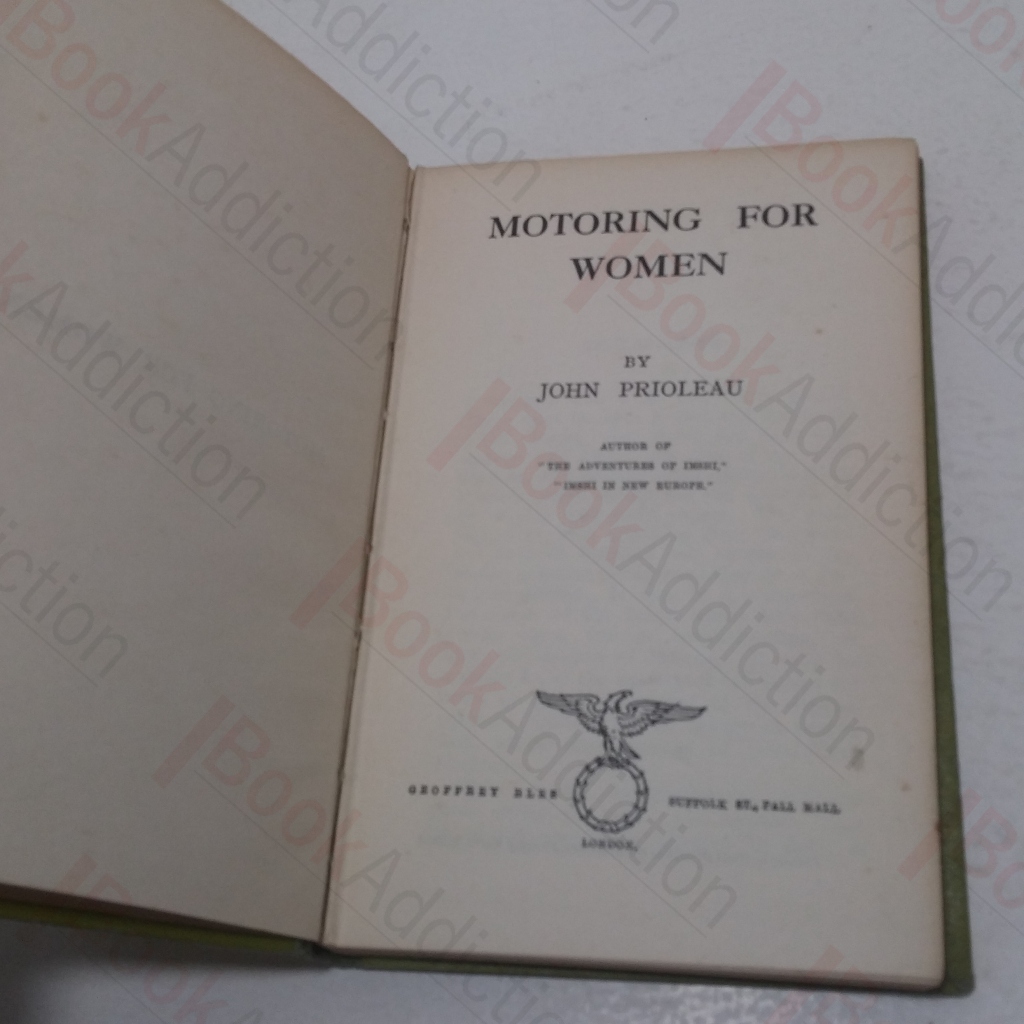 MOTORING FOR
WOMEN
BY
JOHN PRIOLEAU
AUTHOR OF
"THE ADVENTURES OF IMSHI,"
"IMSHI IN NEW EUROPE."
GEOFFREY BLES SUFFOLK ST., PALL MALL
LONDON.
BookAddiction